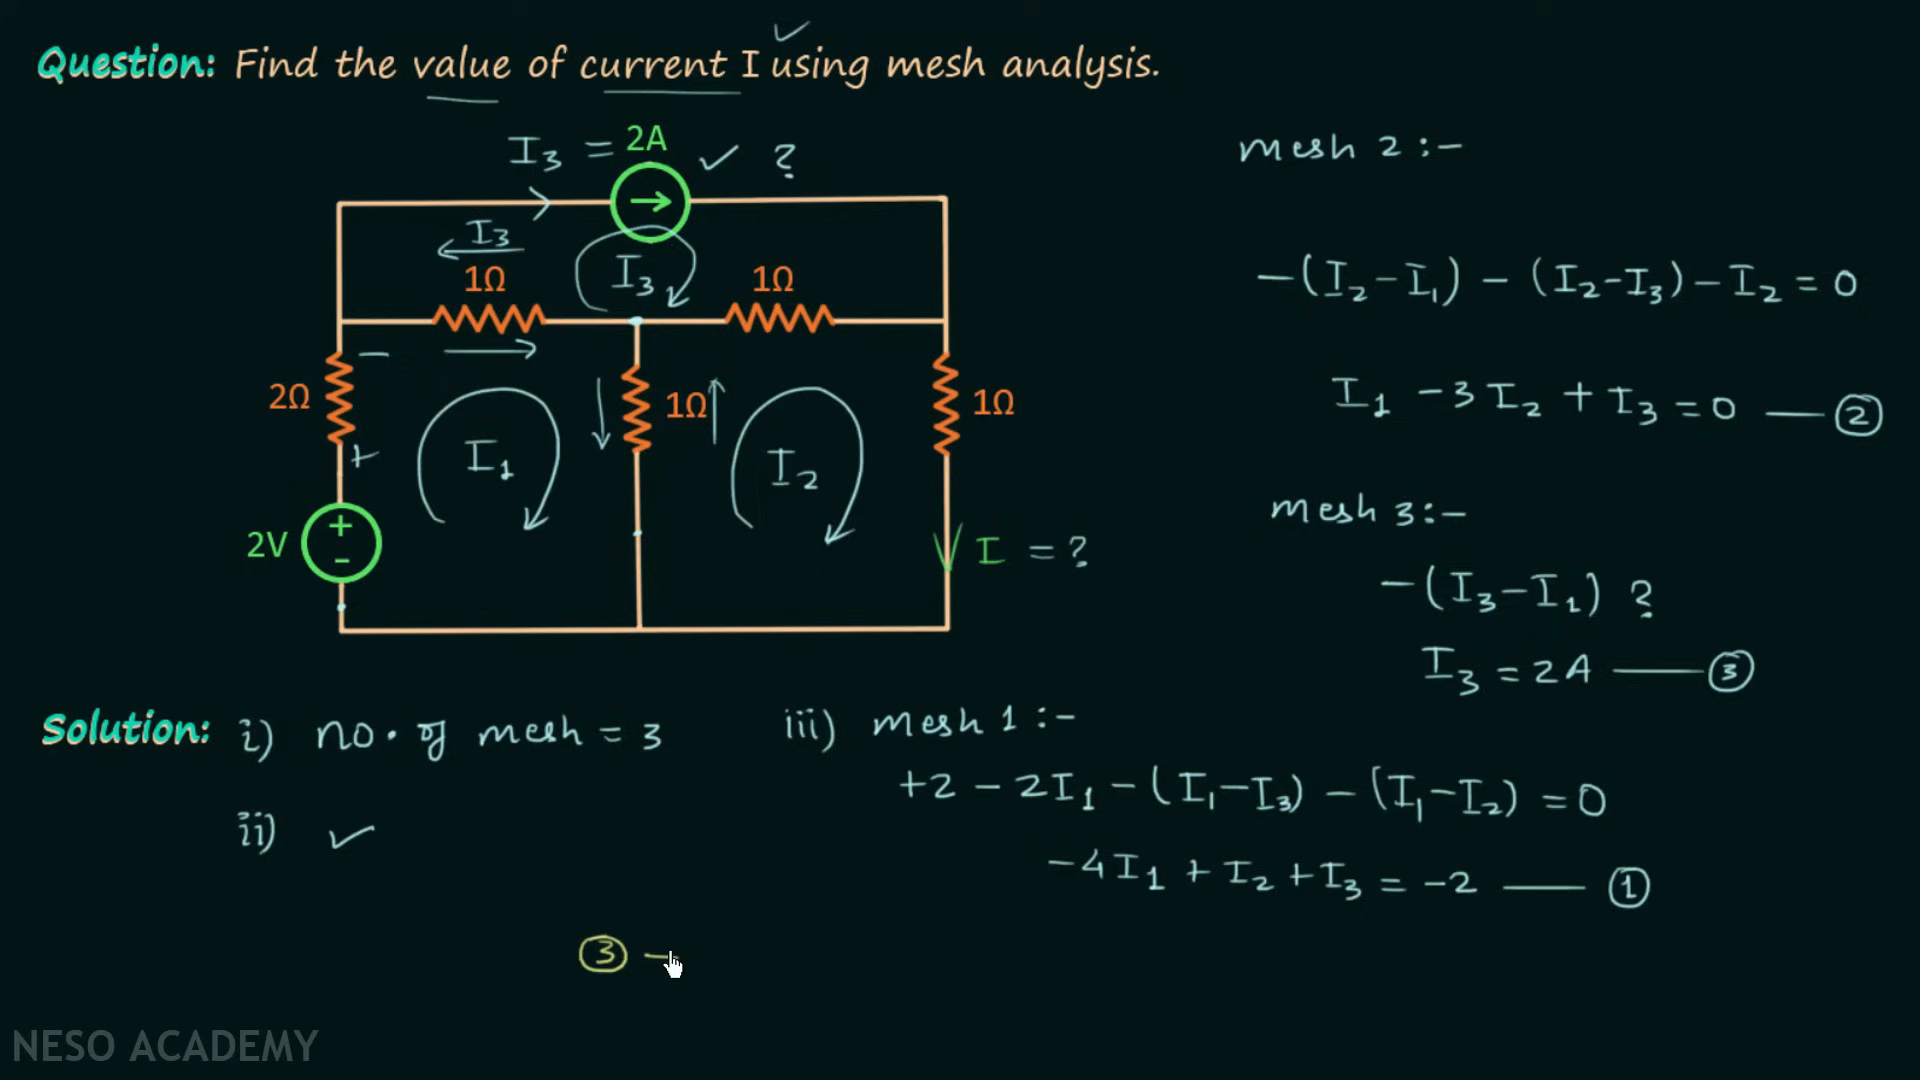 Question: Find the value of current I using mesh analysis.
I₃ = 2A ✓ ?
I₃
1Ω
I₃
1Ω
2Ω
−
+
I₁
1Ω
I₂
1Ω
2V
+
-
I = ?
mesh 2 :-
-(I₂-I₁) - (I₂-I₃) - I₂ = 0
I₁ - 3I₂ + I₃ = 0 — ②
mesh 3:-
-(I₃-I₁) ?
I₃ = 2A — ③
Solution: i) no. of mesh = 3
ii) ✓
iii) mesh 1 :-
+2 - 2I₁ - (I₁-I₃) - (I₁-I₂) = 0
-4I₁ + I₂ + I₃ = -2 — ①
③ —
NESO ACADEMY